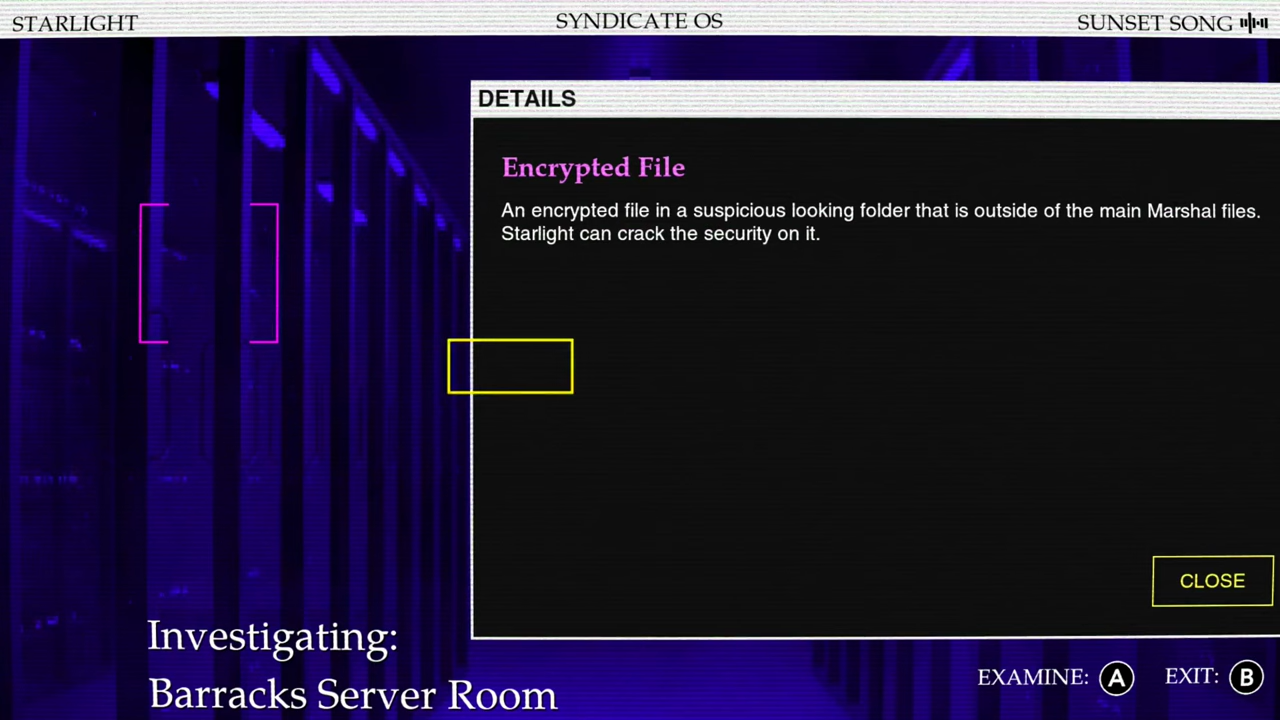 STARLIGHT SYNDICATE OS SUNSET SONG
DETAILS
Encrypted File
An encrypted file in a suspicious looking folder that is outside of the main Marshal files.
Starlight can crack the security on it.
CLOSE
Investigating:
Barracks Server Room
EXAMINE: A EXIT: B